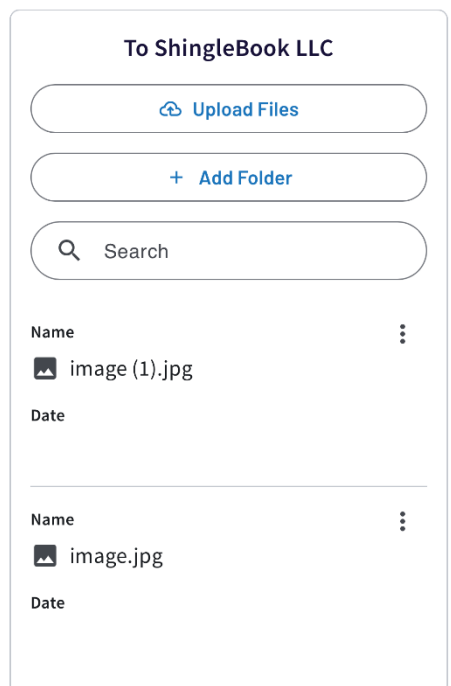 To ShingleBook LLC
Upload Files
+ Add Folder
Search
Name
image (1).jpg
Date
Name
image.jpg
Date